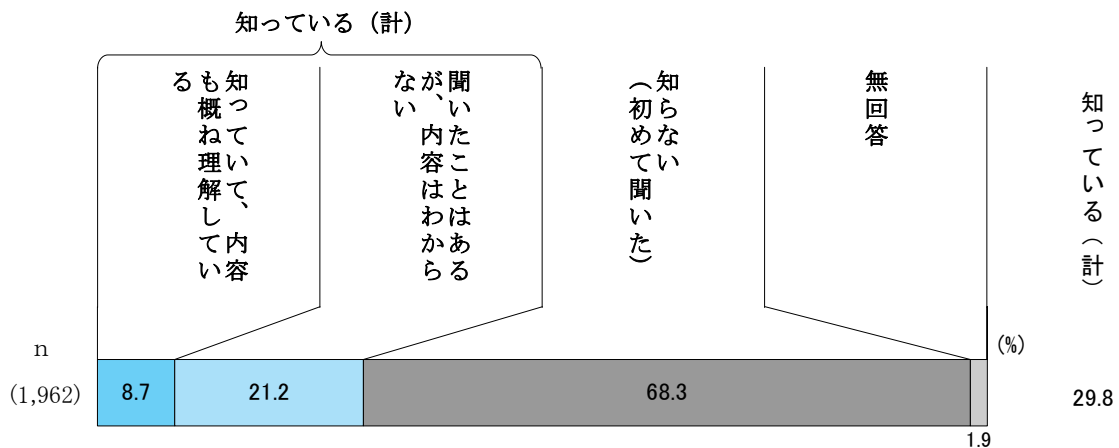 知っている（計）
知っていて、内容
も概ね理解してい
る
聞いたことはある
が、内容はわから
ない
知らない
（初めて聞いた）
無回答
知っている（計）
(%)
n
(1,962)
8.7
21.2
68.3
1.9
29.8